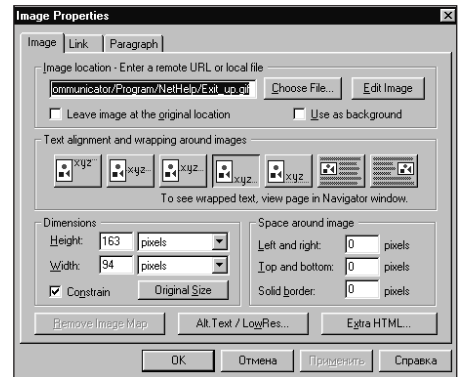 Image Properties
Image Link Paragraph
Image location - Enter a remote URL or local file
ommunicator/Program/NetHelp/Exit_up.gif Choose File... Edit Image
Leave image at the original location Use as background
Text alignment and wrapping around images
xyz... xyz... xyz... xyz... xyz...
To see wrapped text, view page in Navigator window.
Dimensions
Height: 163 pixels
Width: 94 pixels
Constrain Original Size
Space around image
Left and right: 0 pixels
Top and bottom: 0 pixels
Solid border: 0 pixels
Remove Image Map Alt.Text / LowRes... Extra HTML...
OK Отмена Применить Справка